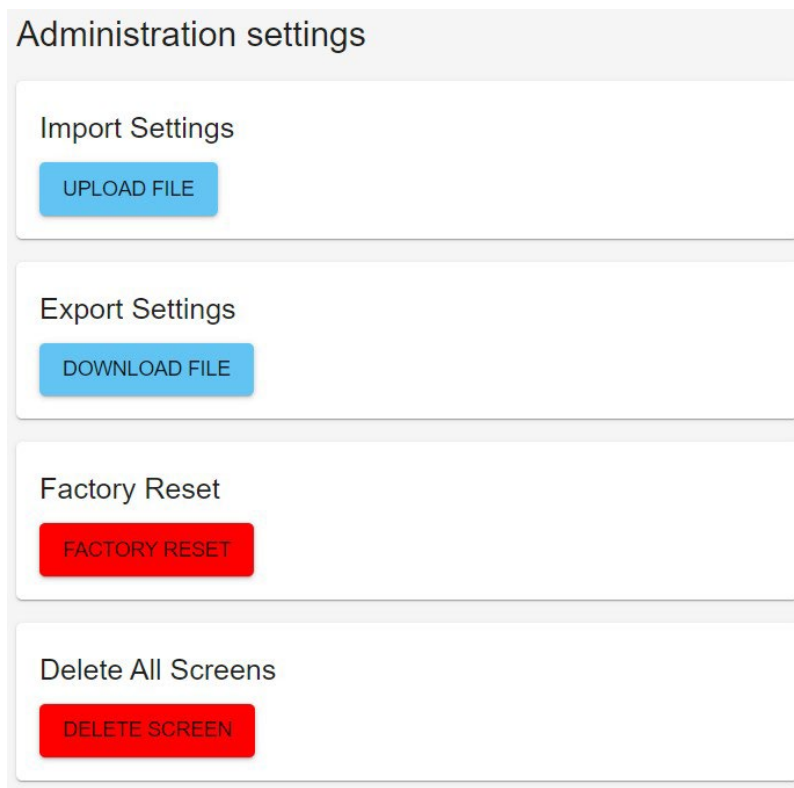 Administration settings
Import Settings
UPLOAD FILE
Export Settings
DOWNLOAD FILE
Factory Reset
FACTORY RESET
Delete All Screens
DELETE SCREEN